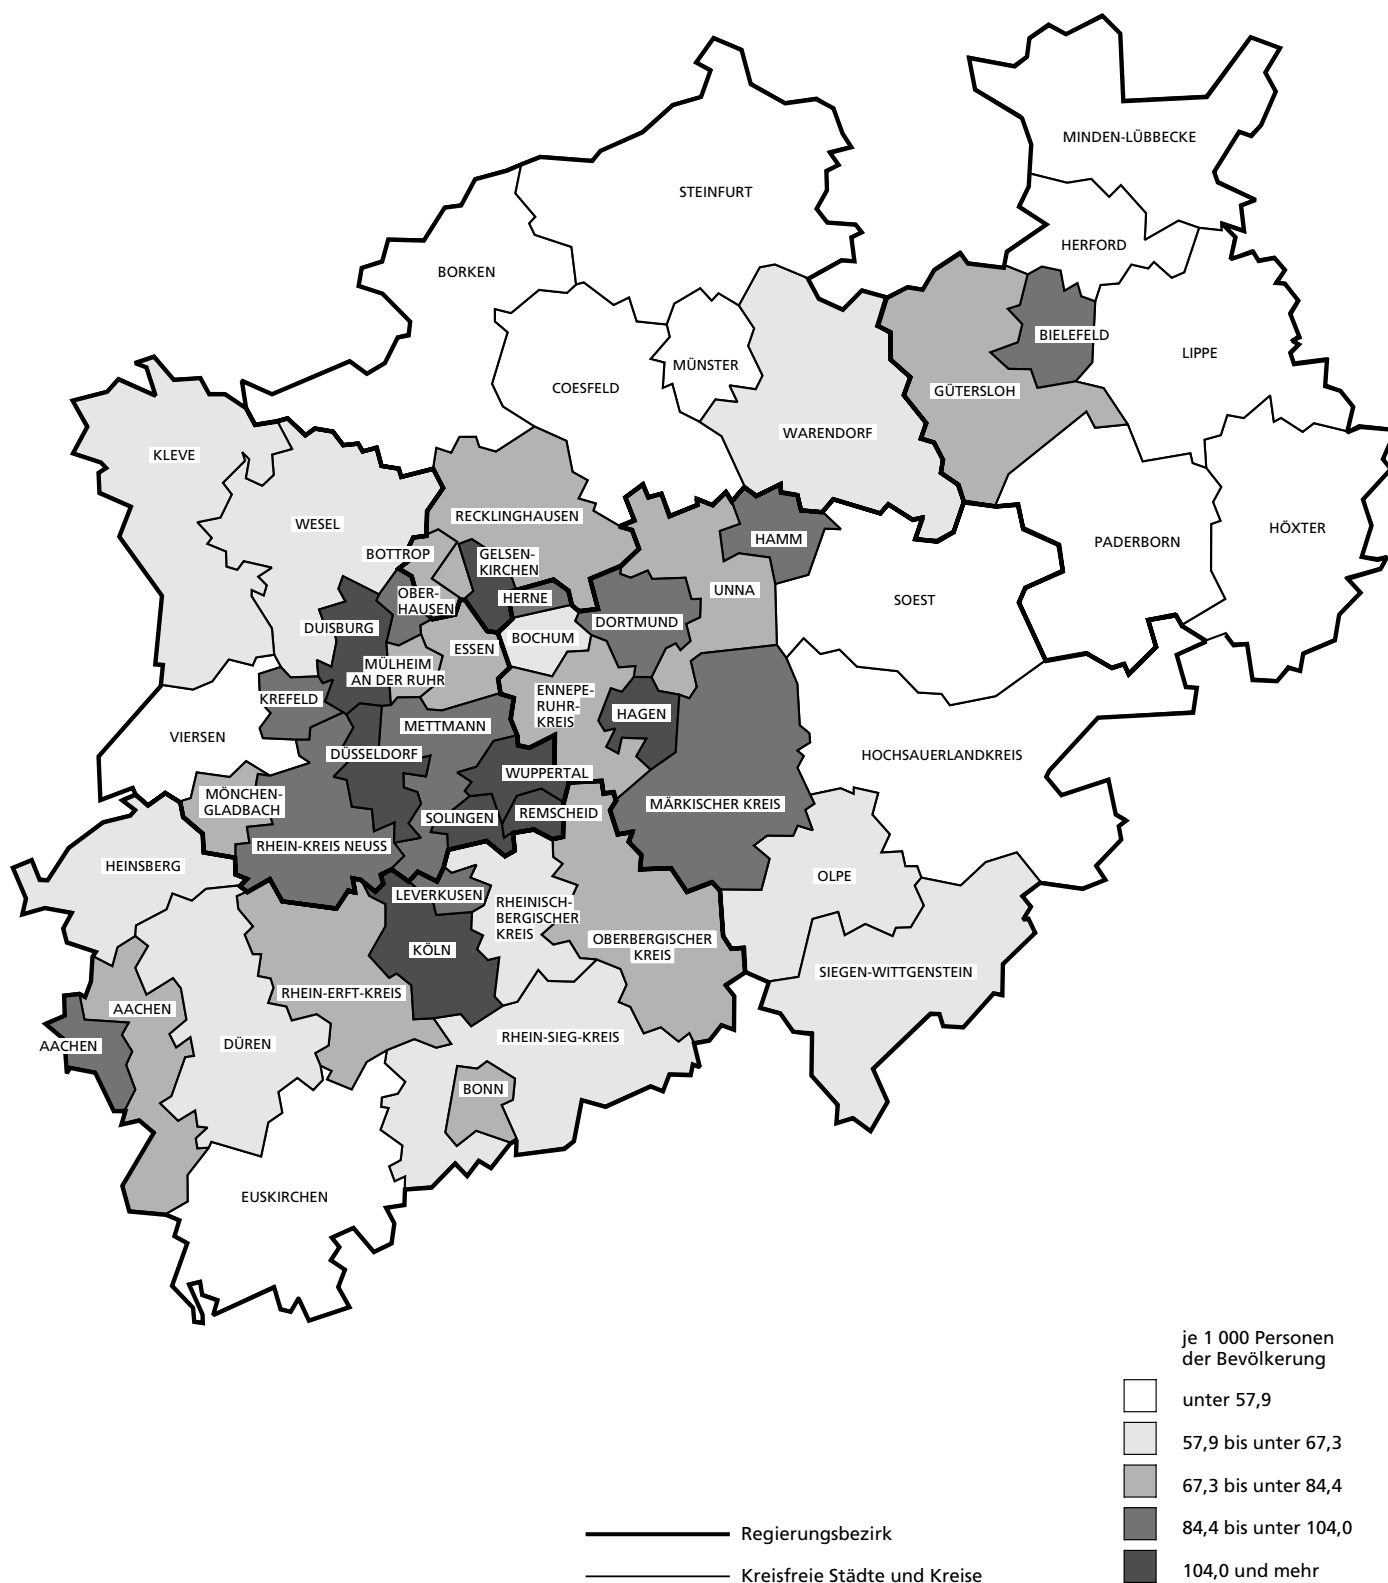 MINDEN-LÜBBECKE
STEINFURT
HERFORD
BORKEN
BIELEFELD
LIPPE
MÜNSTER
COESFELD
GÜTERSLOH
WARENDORF
KLEVE
RECKLINGHAUSEN
WESEL
HÖXTER
HAMM
PADERBORN
BOTTROP
GELSEN-
KIRCHEN
UNNA
OBER-
HAUSEN
HERNE
SOEST
DUISBURG
DORTMUND
BOCHUM
ESSEN
MÜLHEIM
AN DER RUHR
KREFELD
ENNEPE-
RUHR-
KREIS
HAGEN
METTMANN
VIERSEN
DÜSSELDORF
HOCHSAUERLANDKREIS
WUPPERTAL
MÖNCHEN-
GLADBACH
MÄRKISCHER KREIS
SOLINGEN
REMSCHEID
RHEIN-KREIS NEUSS
HEINSBERG
OLPE
LEVERKUSEN
RHEINISCH-
BERGISCHER
KREIS
OBERBERGISCHER
KREIS
KÖLN
SIEGEN-WITTGENSTEIN
RHEIN-ERFT-KREIS
AACHEN
RHEIN-SIEG-KREIS
AACHEN
DÜREN
BONN
EUSKIRCHEN
je 1 000 Personen
der Bevölkerung
unter 57,9
57,9 bis unter 67,3
67,3 bis unter 84,4
84,4 bis unter 104,0
104,0 und mehr
Regierungsbezirk
Kreisfreie Städte und Kreise